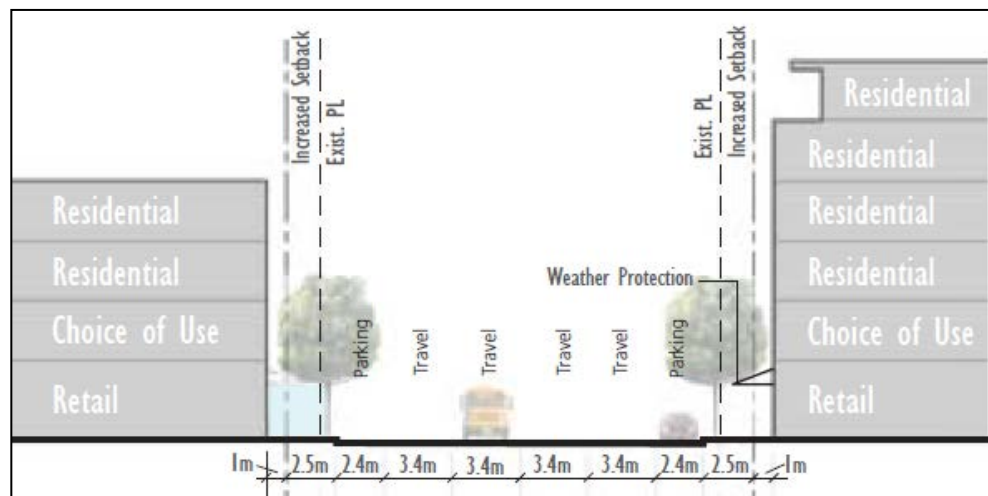 Increased Setback
Exist. PL
Exist. PL
Increased Setback
Residential
Residential
Residential
Residential
Residential
Residential
Weather Protection
Choice of Use
Parking
Travel
Travel
Travel
Travel
Parking
Choice of Use
Retail
Retail
1m
2.5m
2.4m
3.4m
3.4m
3.4m
3.4m
2.4m
2.5m
1m